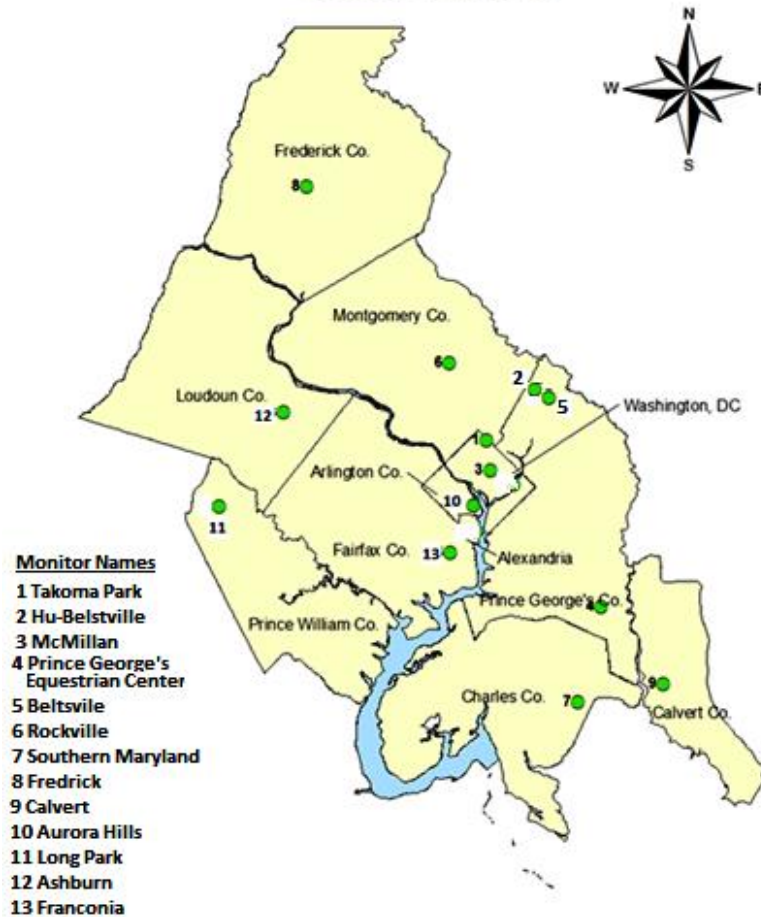 N
W
E
S
Frederick Co.
8
Montgomery Co.
6
2
5
Loudoun Co.
12
Washington, DC
1
3
Arlington Co.
10
11
Fairfax Co.
13
Alexandria
Prince George's Co.
4
Prince William Co.
Charles Co.
7
9
Calvert Co.
Monitor Names
1 Takoma Park
2 Hu-Belstville
3 McMillan
4 Prince George's
Equestrian Center
5 Beltsvile
6 Rockville
7 Southern Maryland
8 Fredrick
9 Calvert
10 Aurora Hills
11 Long Park
12 Ashburn
13 Franconia